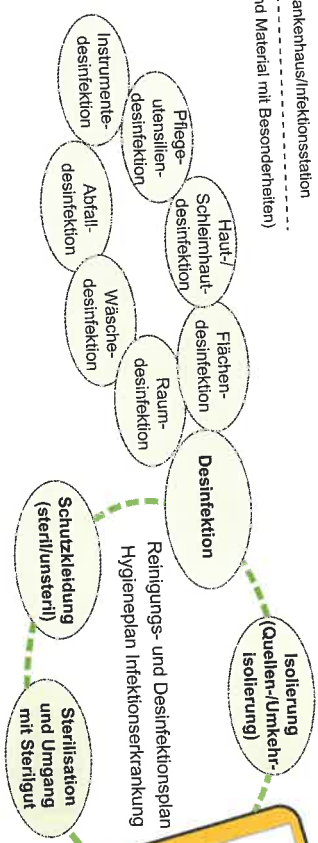 ankenhaus/Infektionsstation
nd Material mit Besonderheiten)
Isolierung
(Quellen-/Umkehr-
isolierung)
Haut-/
Schleimhaut-
desinfektion
Flächen-
desinfektion
Desinfektion
Pflege-
utensilien-
desinfektion
Instrumente-
desinfektion
Abfall-
desinfektion
Wäsche-
desinfektion
Raum-
desinfektion
Reinigungs- und Desinfektionsplan
Hygieneplan Infektionserkrankung
Schutzkleidung
(steril/unsteril)
Sterilisation
und Umgang
mit Sterilgut